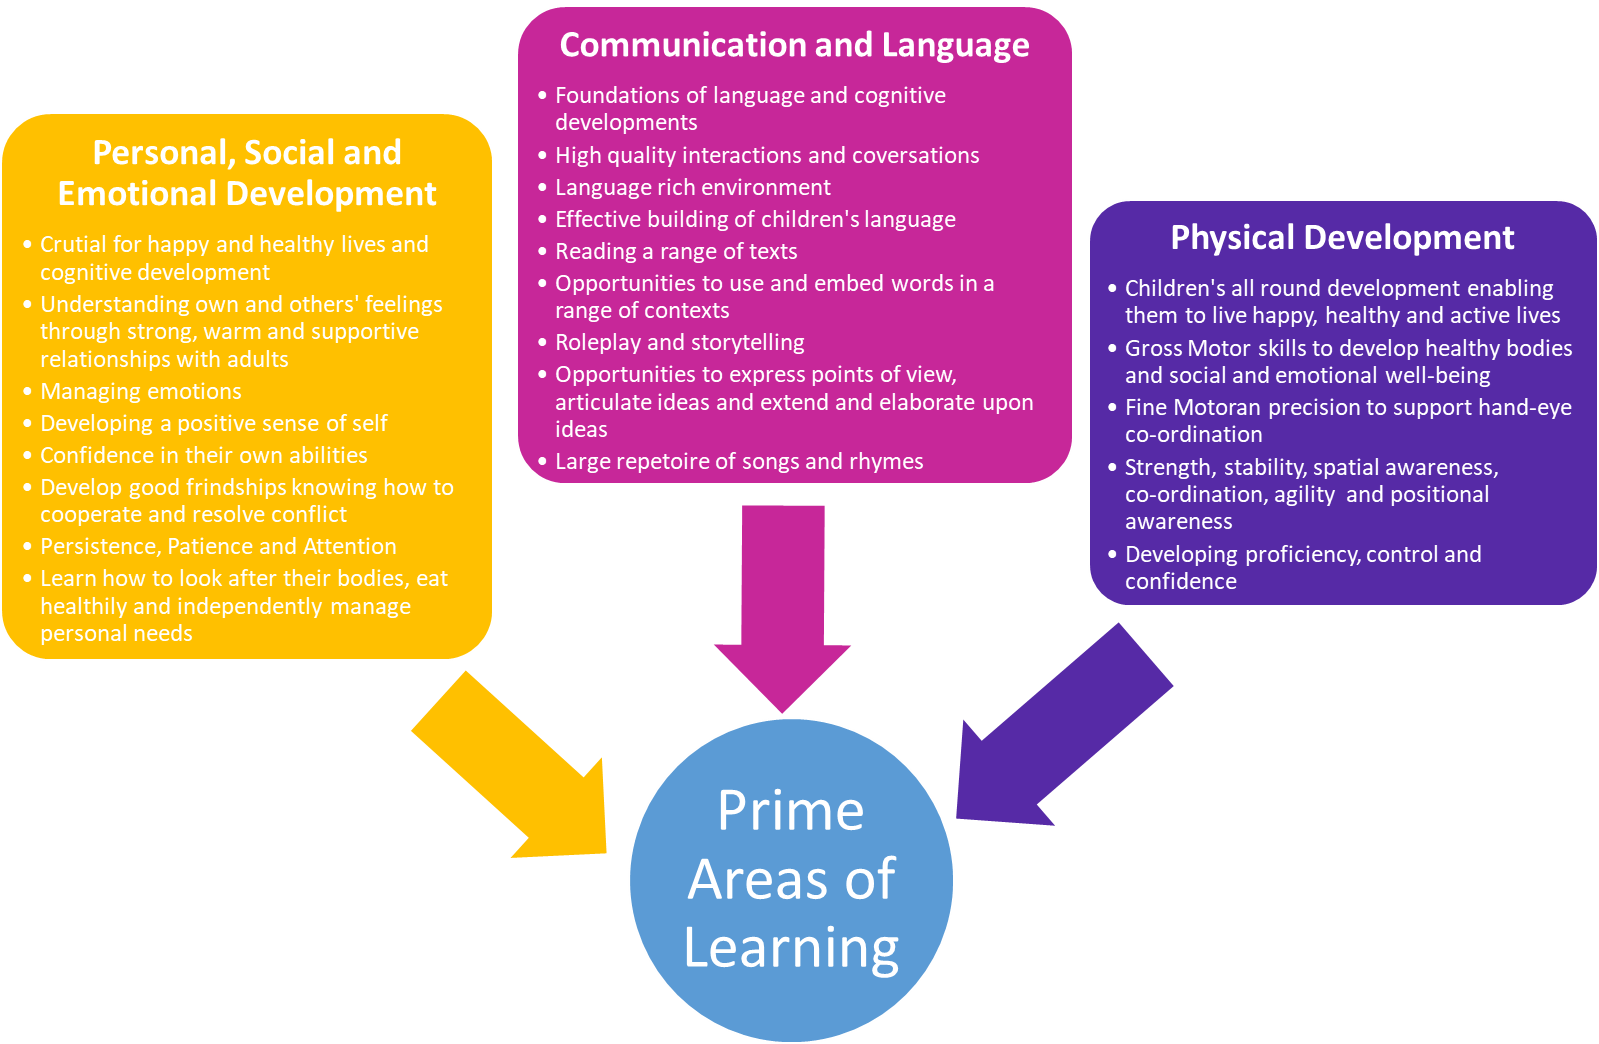 Personal, Social and
Emotional Development
• Crutial for happy and healthy lives and
cognitive development
• Understanding own and others' feelings
through strong, warm and supportive
relationships with adults
• Managing emotions
• Developing a positive sense of self
• Confidence in their own abilities
• Develop good frindships knowing how to
cooperate and resolve conflict
• Persistence, Patience and Attention
• Learn how to look after their bodies, eat
healthily and independently manage
personal needs
Communication and Language
• Foundations of language and cognitive
developments
• High quality interactions and coversations
• Language rich environment
• Effective building of children's language
• Reading a range of texts
• Opportunities to use and embed words in a
range of contexts
• Roleplay and storytelling
• Opportunities to express points of view,
articulate ideas and extend and elaborate upon
ideas
• Large repetoire of songs and rhymes
Physical Development
• Children's all round development enabling
them to live happy, healthy and active lives
• Gross Motor skills to develop healthy bodies
and social and emotional well-being
• Fine Motoran precision to support hand-eye
co-ordination
• Strength, stability, spatial awareness,
co-ordination, agility and positional
awareness
• Developing proficiency, control and
confidence
Prime
Areas of
Learning